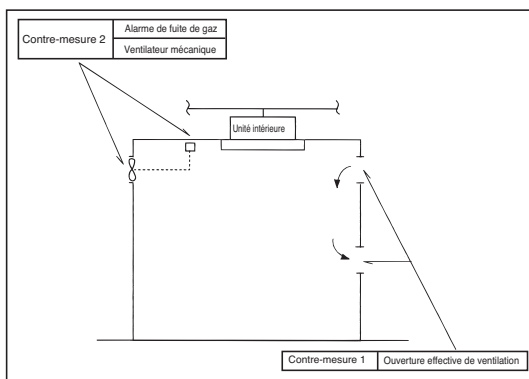 Contre-mesure 2
Alarme de fuite de gaz
Ventilateur mécanique
Unité intérieure
Contre-mesure 1
Ouverture effective de ventilation